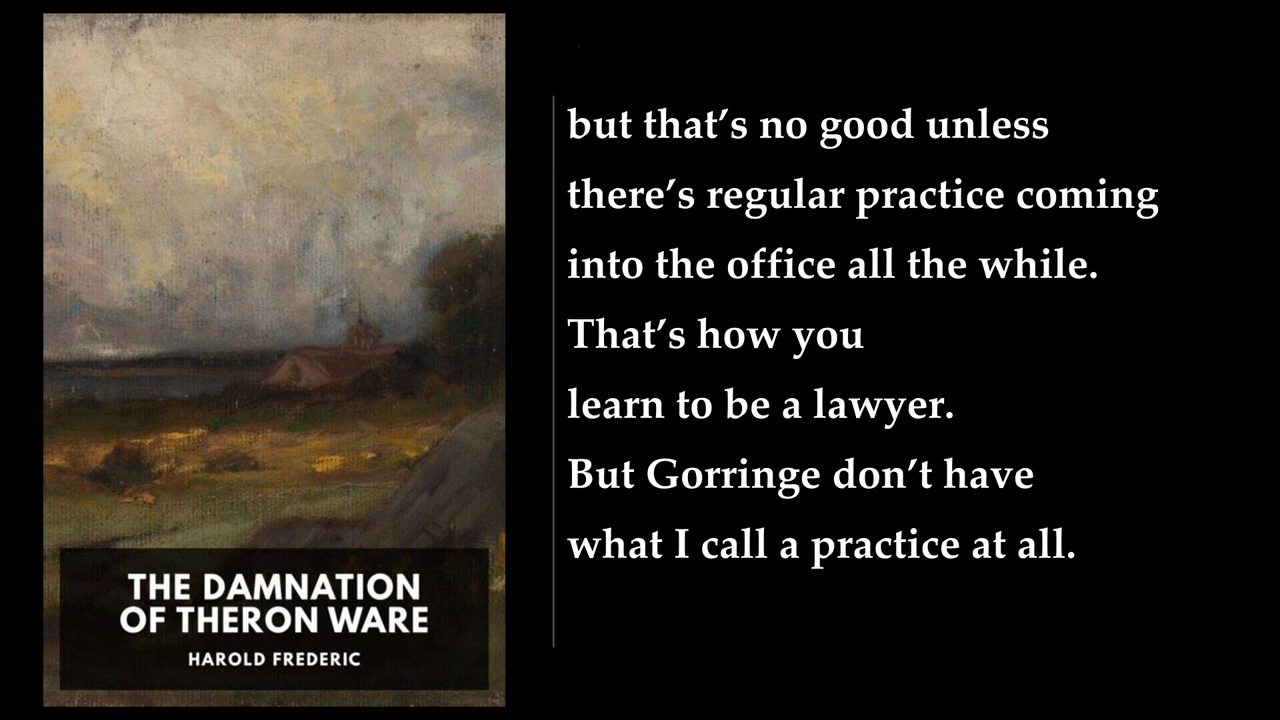 THE DAMNATION
OF THERON WARE
HAROLD FREDERIC
but that’s no good unless
there’s regular practice coming
into the office all the while.
That’s how you
learn to be a lawyer.
But Gorringe don’t have
what I call a practice at all.